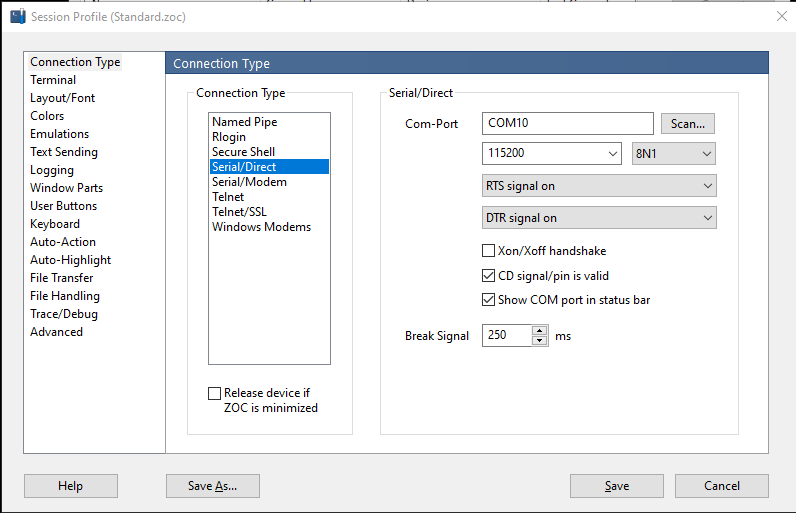 Session Profile (Standard.zoc)
Connection Type
Terminal
Layout/Font
Colors
Emulations
Text Sending
Logging
Window Parts
User Buttons
Keyboard
Auto-Action
Auto-Highlight
File Transfer
File Handling
Trace/Debug
Advanced
Connection Type
Connection Type
Named Pipe
Rlogin
Secure Shell
Serial/Direct
Serial/Modem
Telnet
Telnet/SSL
Windows Modems
Release device if
ZOC is minimized
Serial/Direct
Com-Port COM10 Scan...
115200 8N1
RTS signal on
DTR signal on
Xon/Xoff handshake
CD signal/pin is valid
Show COM port in status bar
Break Signal 250 ms
Help Save As... Save Cancel